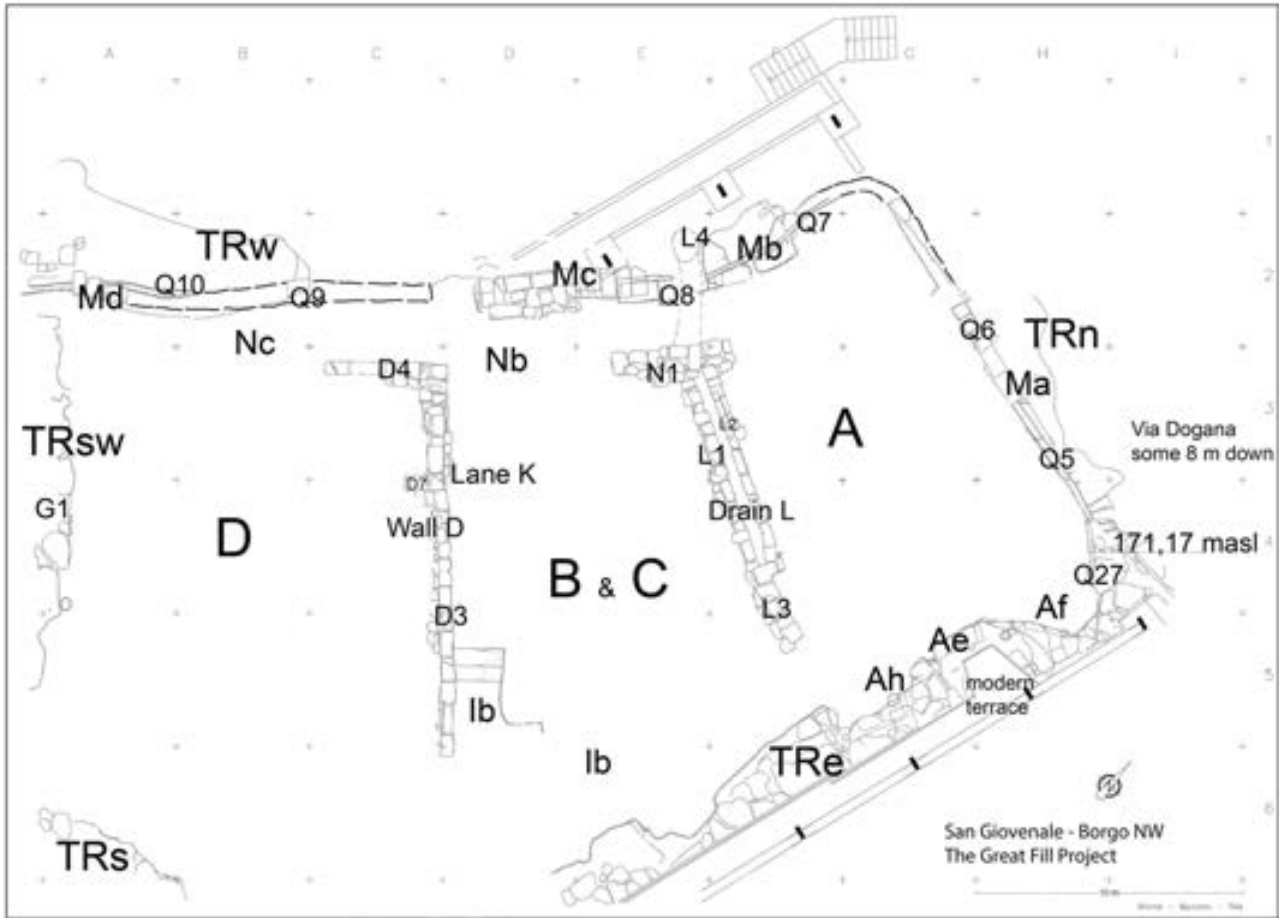 A B C D E F G H I
1
TRw
Q7
L4
Mb
Mc
2
Q10
Md
Q9
Q8
Nc
Nb
Q6
TRn
D4
N1
Ma
3
L2
A
TRsw
L1
Via Dogana
some 8 m down
Q5
Lane K
D7
G1
Drain L
Wall D
D
171,17 masl
4
B & C
Q27
D3
L3
Af
Ae
Ah
modern
terrace
5
Ib
Ib
TRe
6
San Giovenale - Borgo NW
The Great Fill Project
TRs